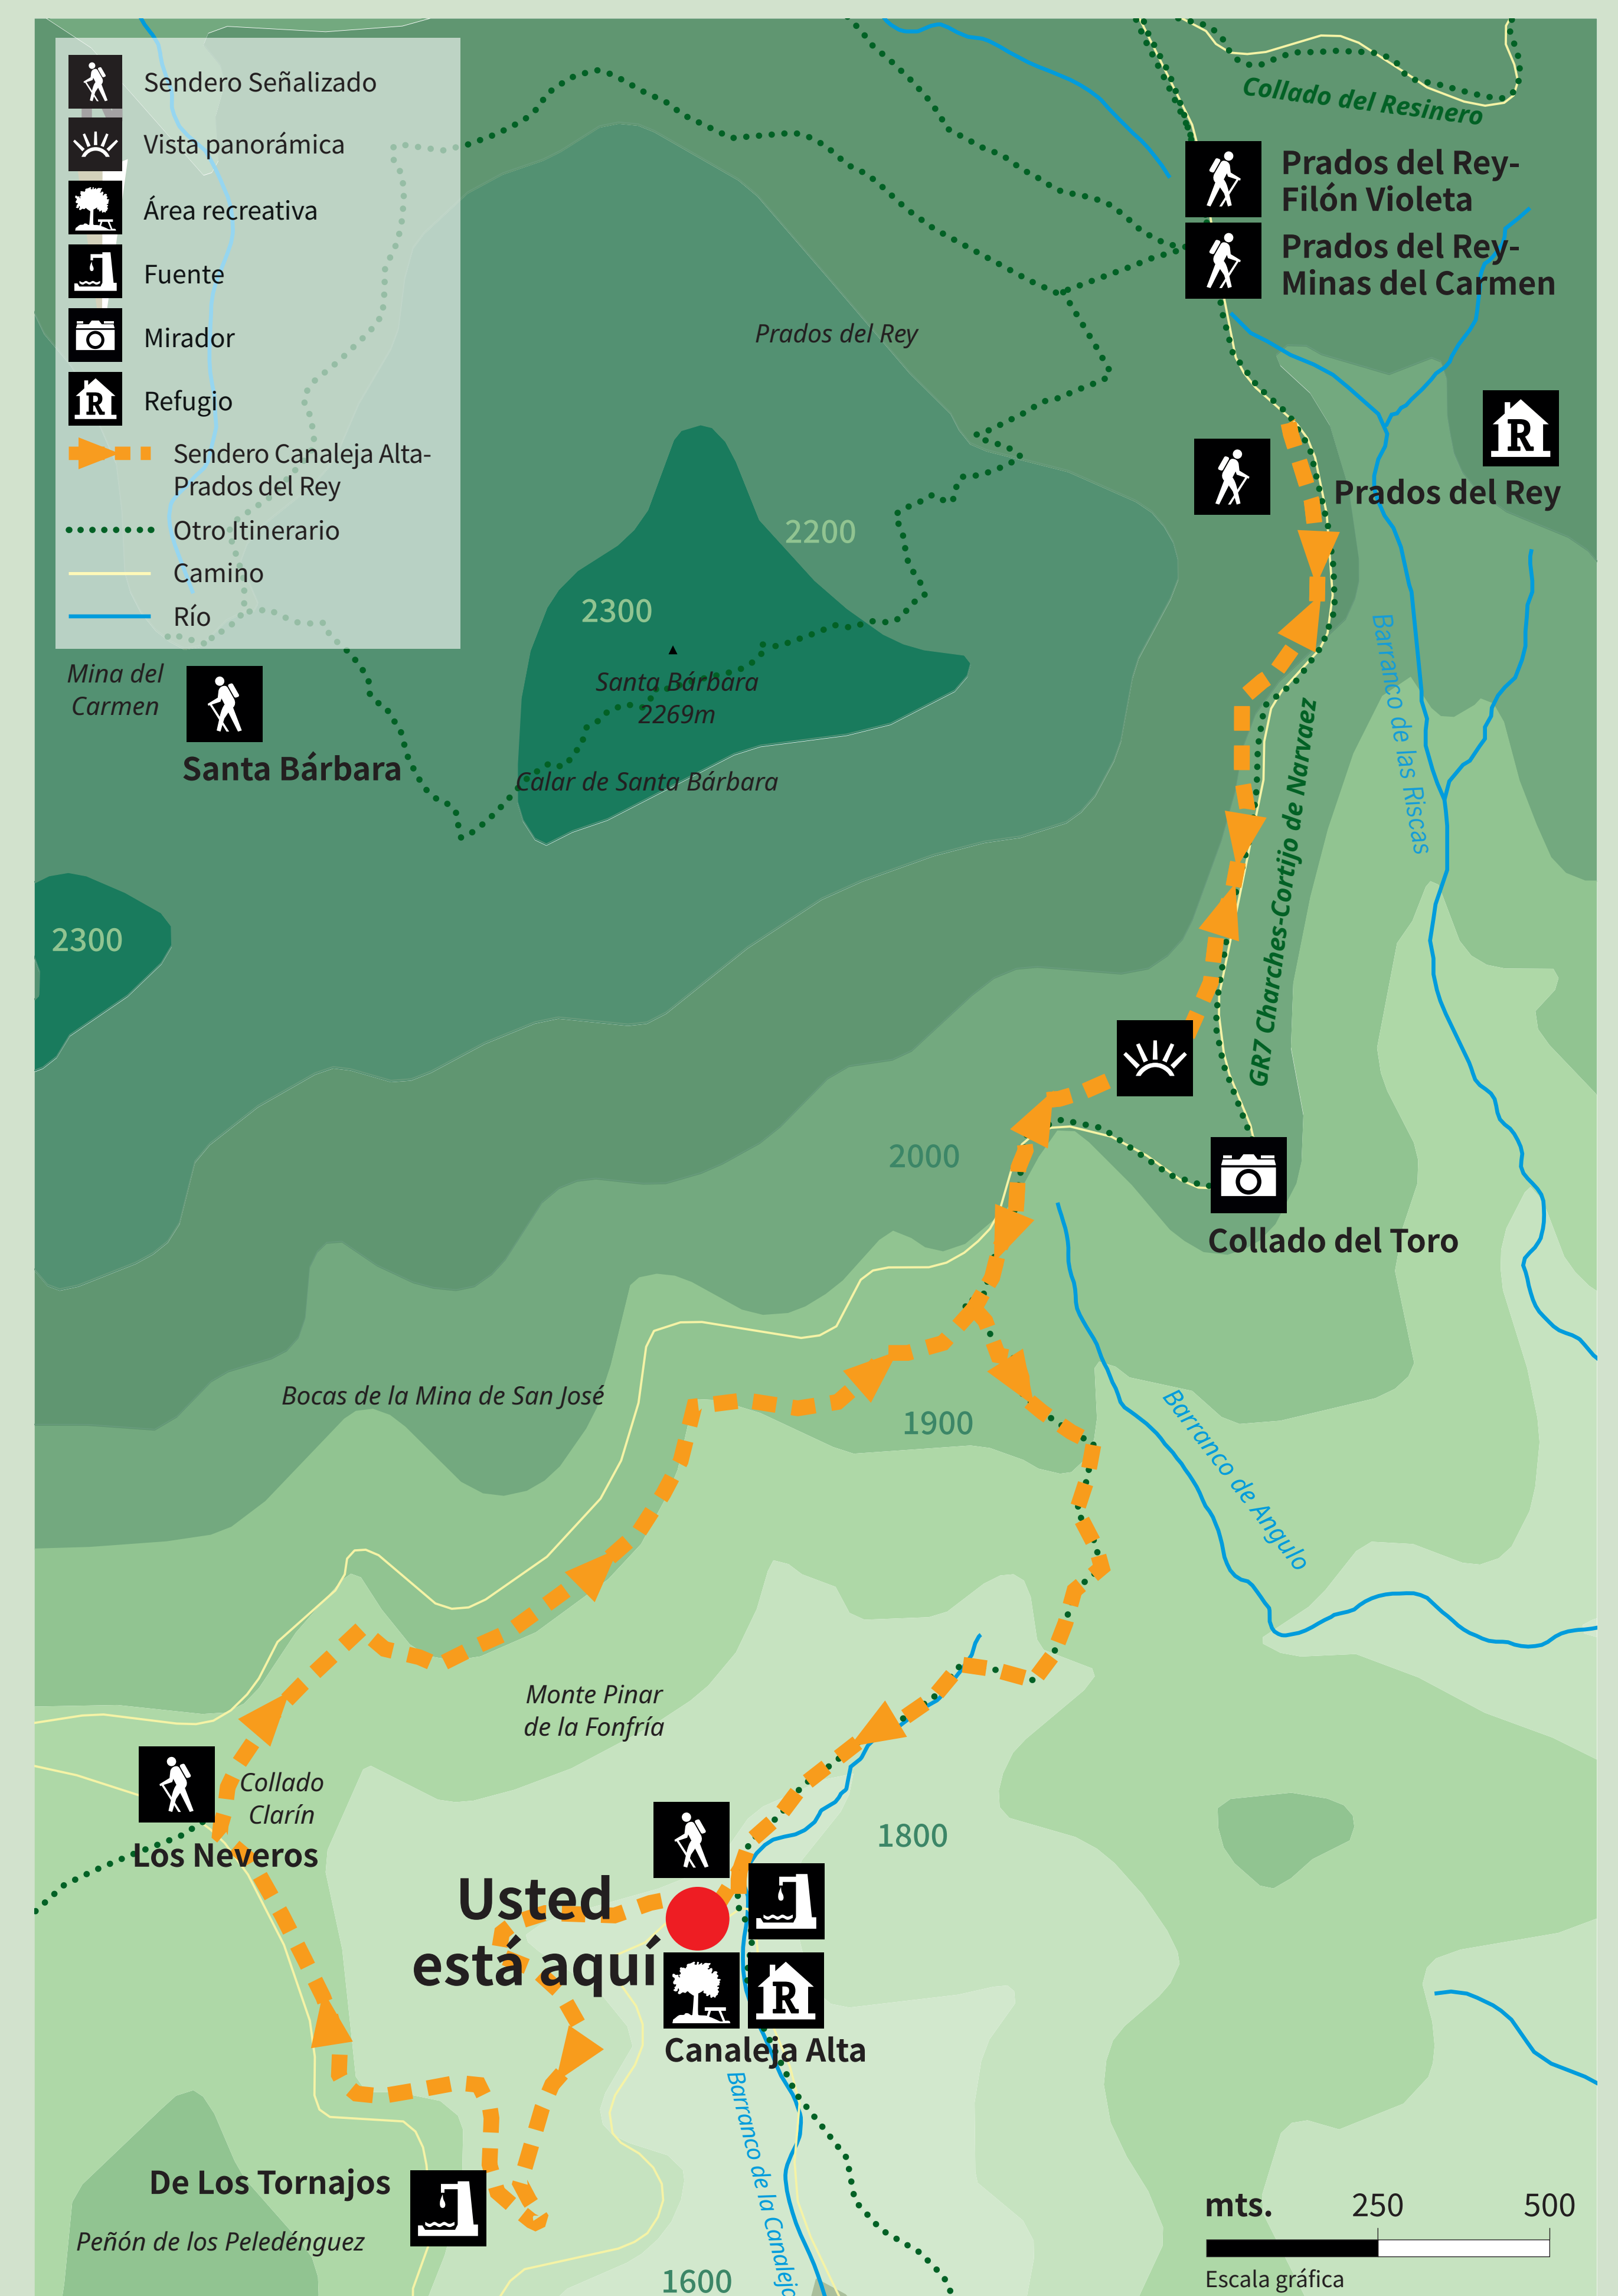 Sendero Señalizado
Vista panorámica
Área recreativa
Fuente
Mirador
R
Refugio
Sendero Canaleja Alta-
Prados del Rey
Otro Itinerario
Camino
Río
Collado del Resinero
Prados del Rey-
Filón Violeta
Prados del Rey-
Minas del Carmen
Prados del Rey
R
Prados del Rey
2200
2300
Santa Bárbara
2269m
Calar de Santa Bárbara
Mina del
Carmen
Santa Bárbara
2300
GR7 Charches-Cortijo de Narvaez
Barranco de las Riscas
2000
Collado del Toro
Bocas de la Mina de San José
1900
Barranco de Angulo
Monte Pinar
de la Fonfría
Collado
Clarín
Los Neveros
1800
Usted
está aquí
R
Canaleja Alta
Barranco de la Canaleja
De Los Tornajos
Peñón de los Peledénguez
1600
mts.
250
500
Escala gráfica